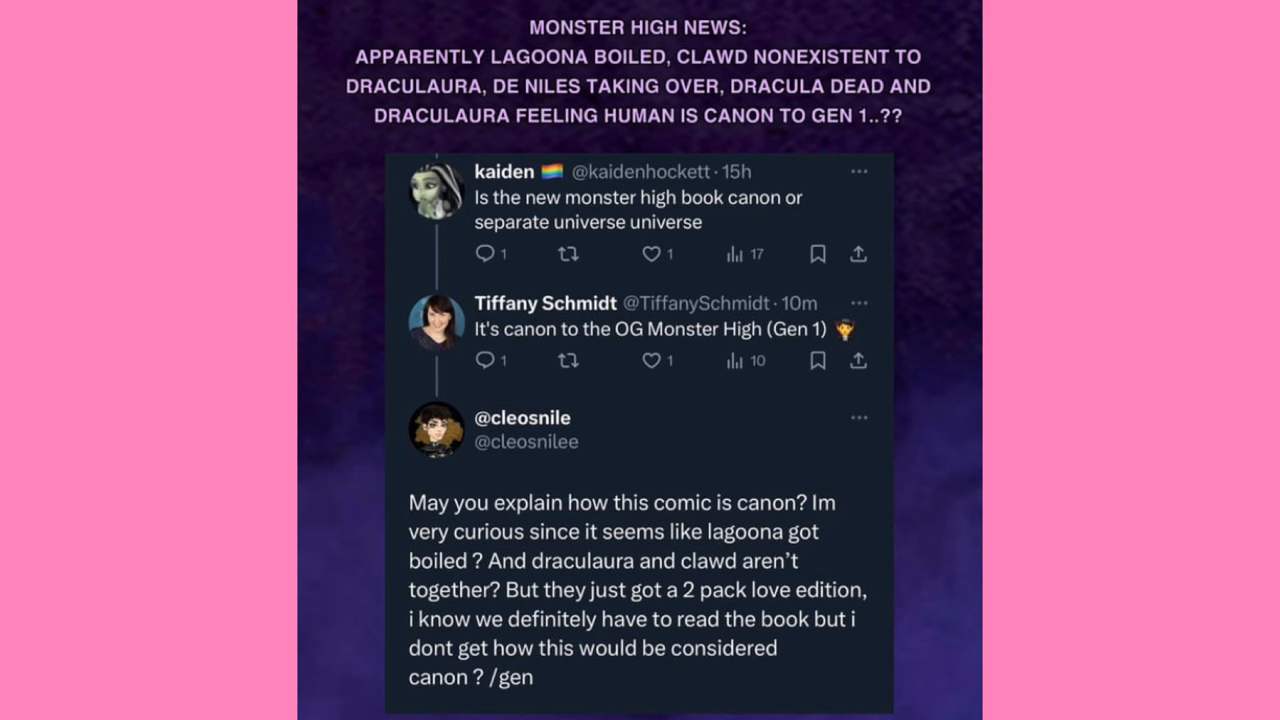 MONSTER HIGH NEWS:
APPARENTLY LAGOONA BOILED, CLAWD NONEXISTENT TO
DRACULAURA, DE NILES TAKING OVER, DRACULA DEAD AND
DRACULAURA FEELING HUMAN IS CANON TO GEN 1..??
kaiden 🏳️‍🌈 @kaidenhockett · 15h
Is the new monster high book canon or
separate universe universe
1 1 17
Tiffany Schmidt @TiffanySchmidt · 10m
It's canon to the OG Monster High (Gen 1)
1 1 10
@cleosnile
@cleosnilee
May you explain how this comic is canon? Im
very curious since it seems like lagoona got
boiled ? And draculaura and clawd aren't
together? But they just got a 2 pack love edition,
i know we definitely have to read the book but i
dont get how this would be considered
canon ? /gen